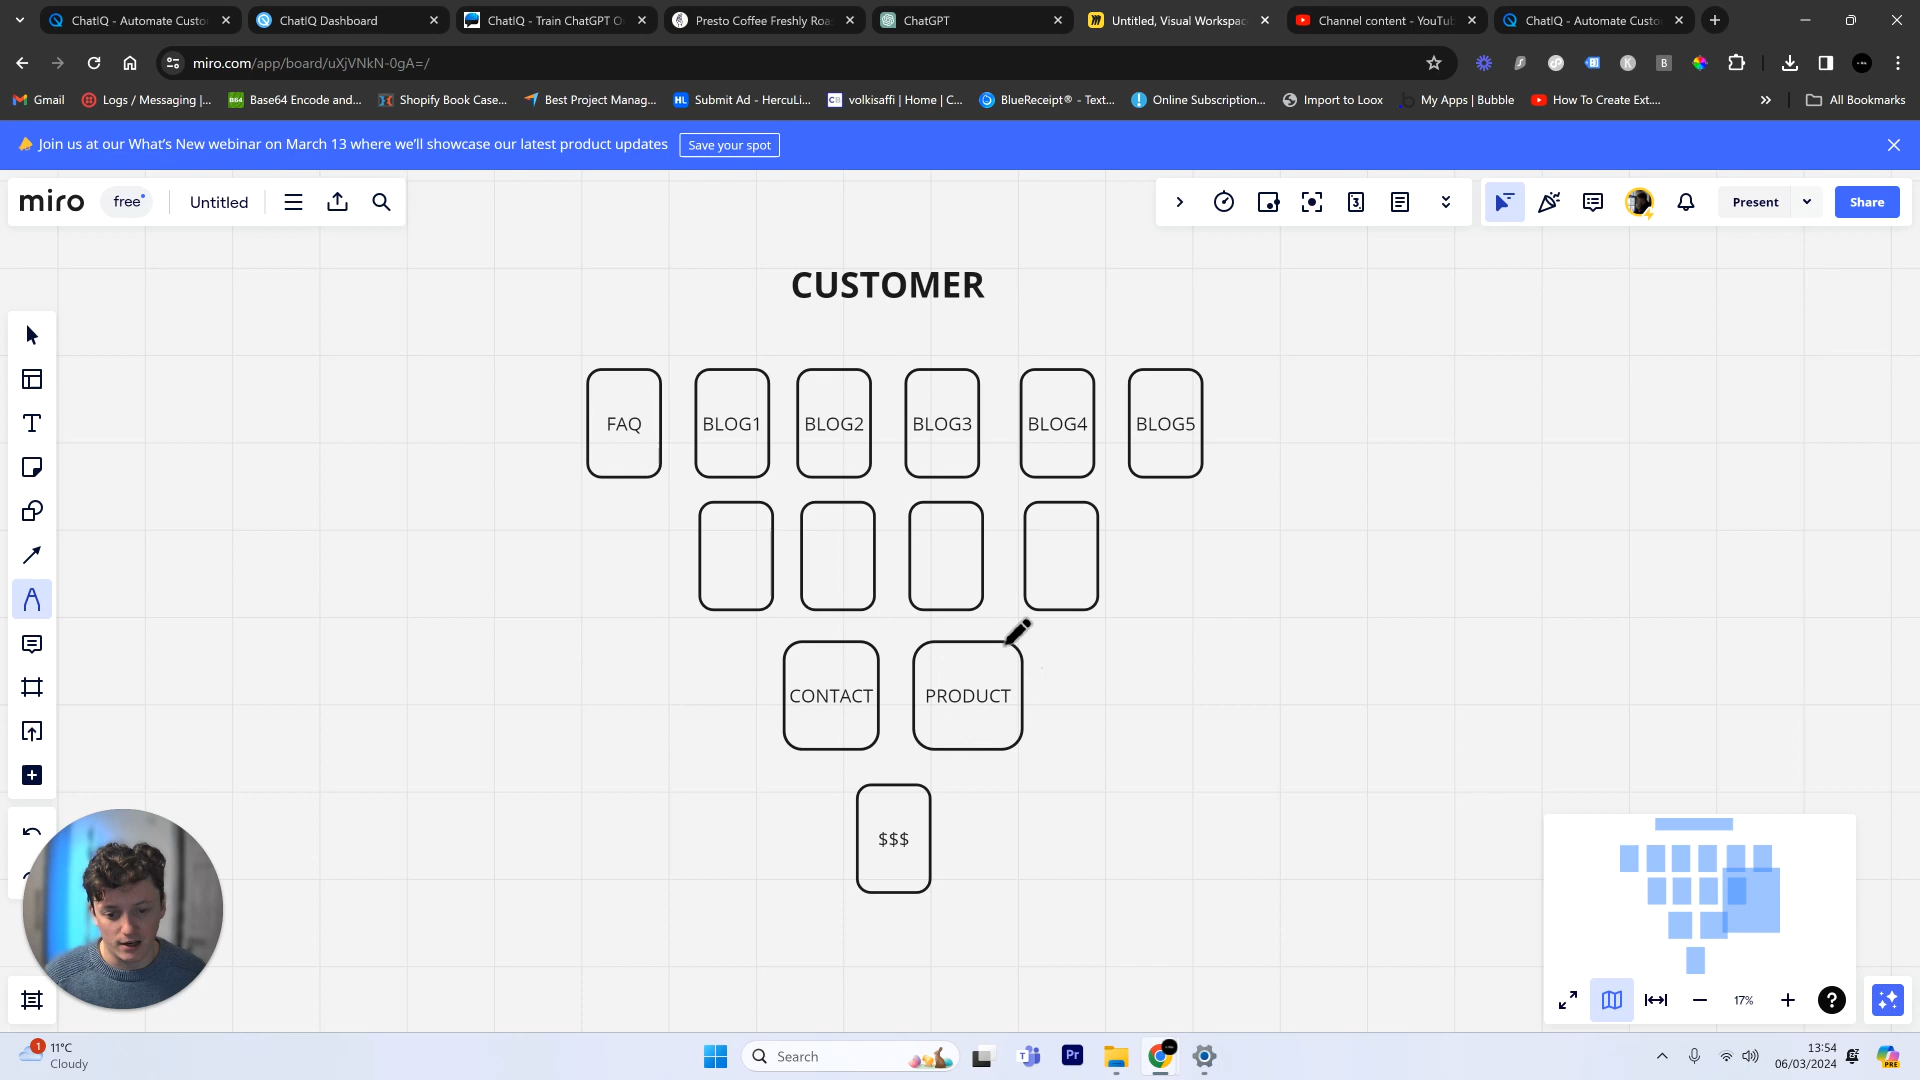 ChatIQ - Automate Custo
ChatIQ Dashboard
ChatIQ - Train ChatGPT O
Presto Coffee Freshly Roa
ChatGPT
Untitled, Visual Workspac
Channel content - YouTu
ChatIQ - Automate Custo
miro.com/app/board/uXjVNkN-0gA=/
Gmail
Logs / Messaging |...
Base64 Encode and...
Shopify Book Case...
Best Project Manag...
Submit Ad - HercuLi...
volkisaffi | Home | C...
BlueReceipt® - Text...
Online Subscription...
Import to Loox
My Apps | Bubble
How To Create Ext....
All Bookmarks
Join us at our What's New webinar on March 13 where we'll showcase our latest product updates
Save your spot
miro
free
Untitled
3
Present
Share
CUSTOMER
FAQ
BLOG1
BLOG2
BLOG3
BLOG4
BLOG5
CONTACT
PRODUCT
$$$
17%
?
1
11°C
Cloudy
Search
Pr
13:54
06/03/2024
PRE